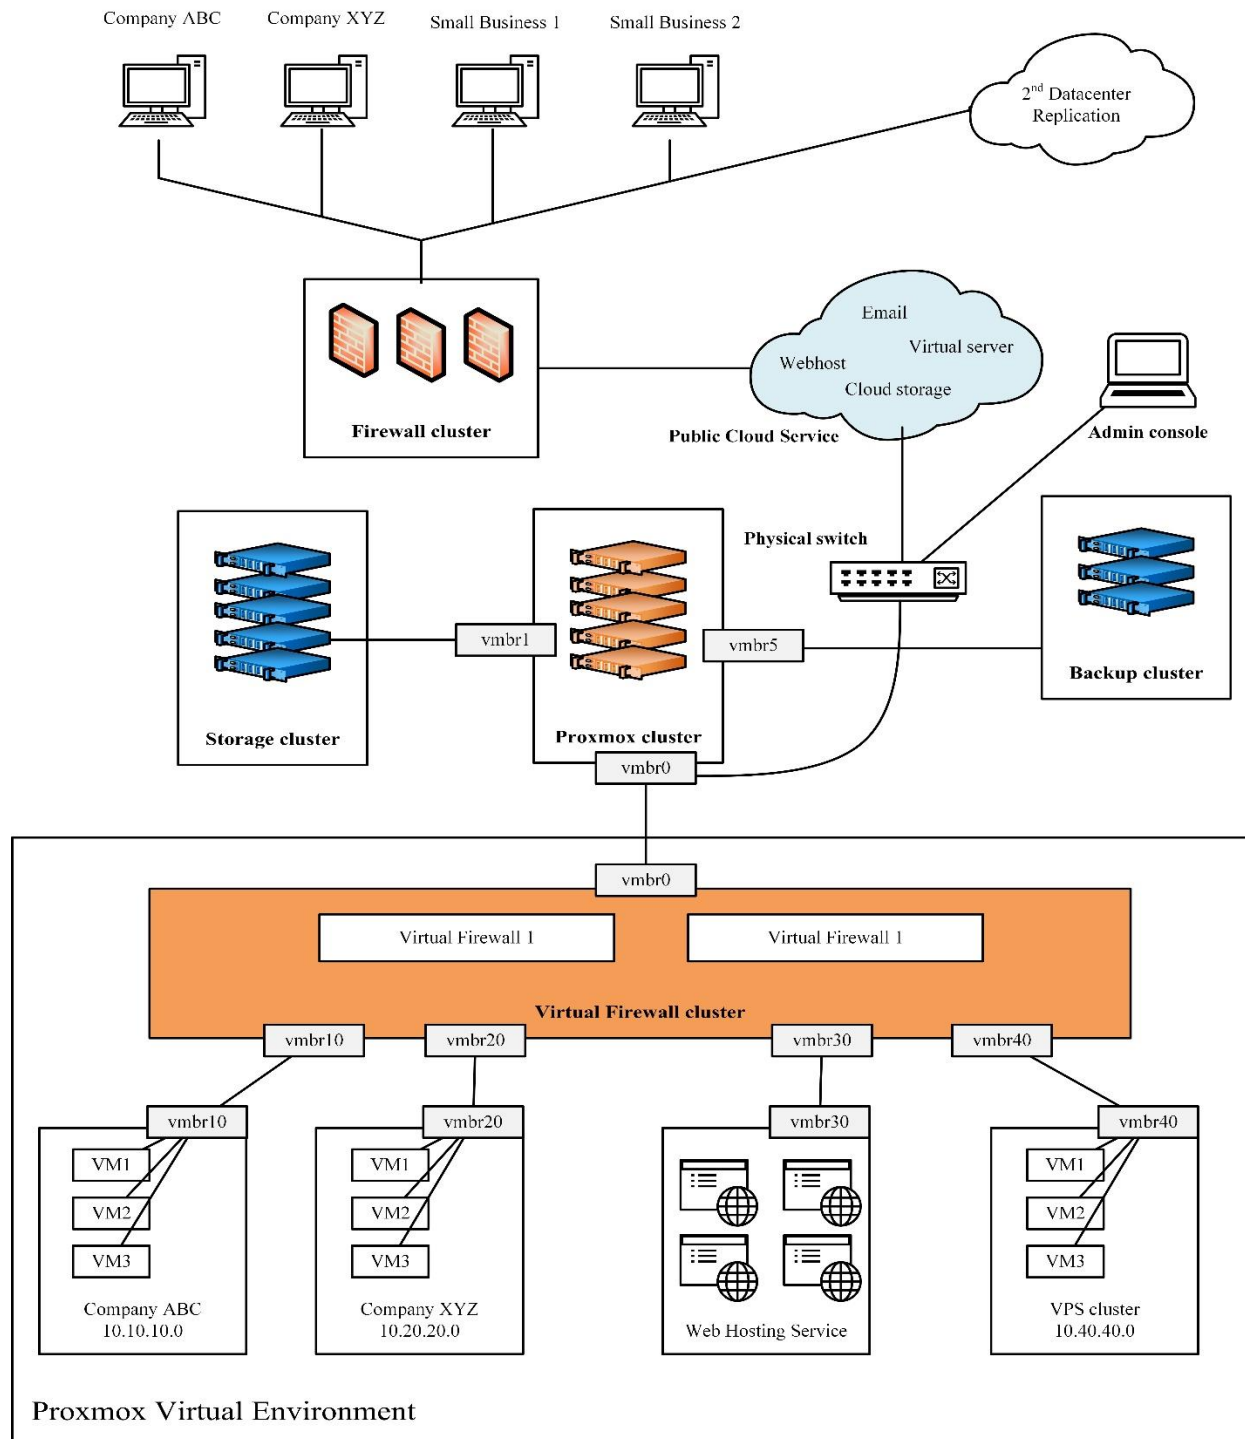 Company ABC
Company XYZ
Small Business 1
Small Business 2
2nd Datacenter
Replication
Email
Virtual server
Webhost
Cloud storage
Firewall cluster
Public Cloud Service
Admin console
Physical switch
vmbr1
vmbr5
Storage cluster
Proxmox cluster
Backup cluster
vmbr0
vmbr0
Virtual Firewall 1
Virtual Firewall 1
Virtual Firewall cluster
vmbr10
vmbr20
vmbr30
vmbr40
vmbr10
vmbr20
vmbr30
vmbr40
VM1
VM2
VM3
Company ABC
10.10.10.0
VM1
VM2
VM3
Company XYZ
10.20.20.0
Web Hosting Service
VM1
VM2
VM3
VPS cluster
10.40.40.0
Proxmox Virtual Environment